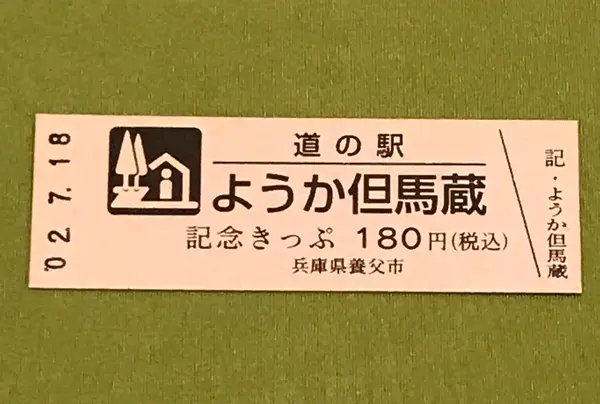 '02.7.18
道の駅
ようか但馬蔵
記念きっぷ 180円(税込)
兵庫県養父市
記・ようか但馬蔵